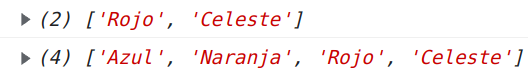 (2) ['Rojo', 'Celeste']
(4) ['Azul', 'Naranja', 'Rojo', 'Celeste']